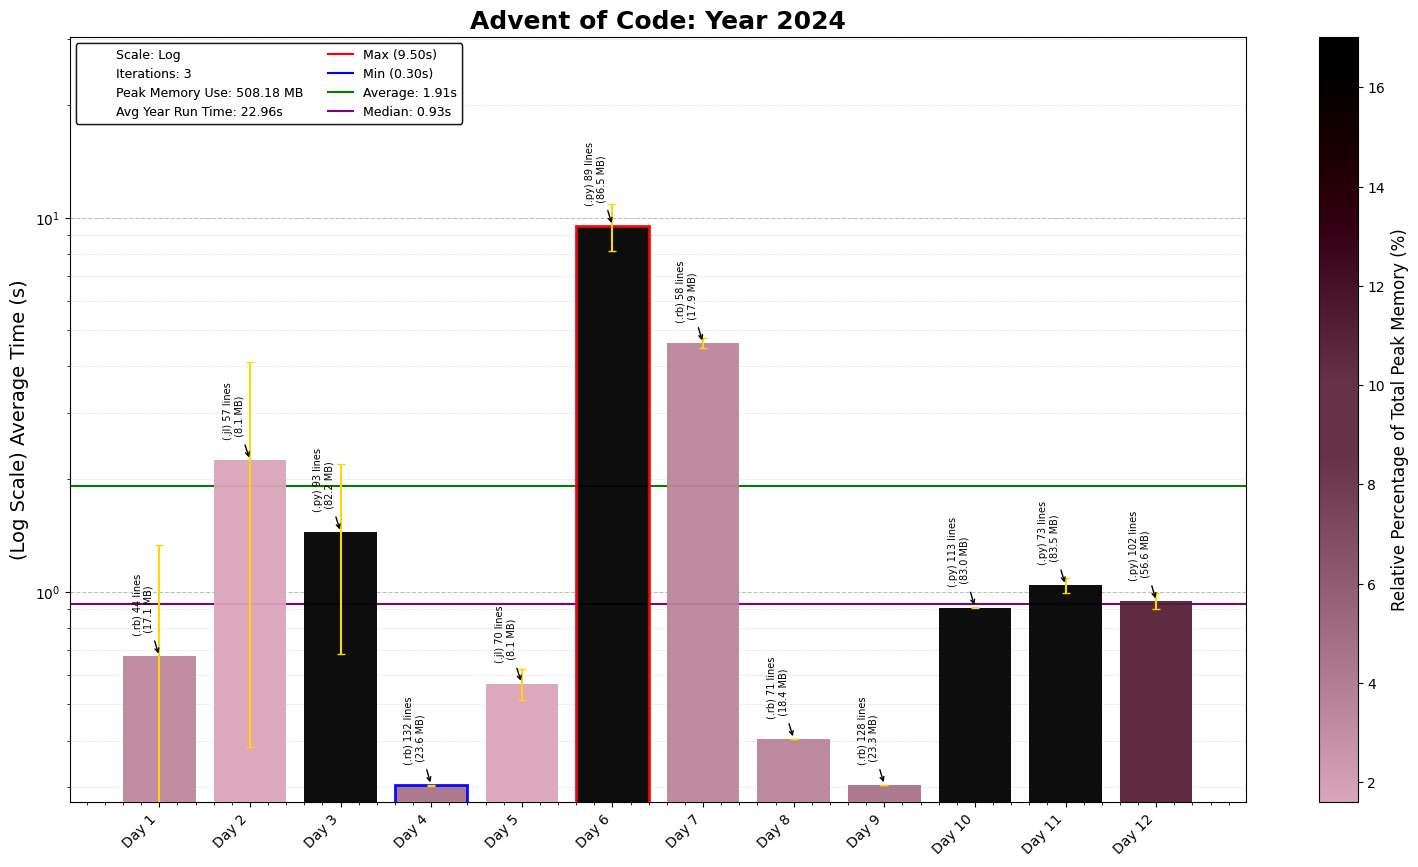 Advent of Code: Year 2024
Scale: Log
Iterations: 3
Peak Memory Use: 508.18 MB
Avg Year Run Time: 22.96s
Max (9.50s)
Min (0.30s)
Average: 1.91s
Median: 0.93s
(Log Scale) Average Time (s)
10¹
10⁰
(.rb) 44 lines
(17.1 MB)
(.jl) 57 lines
(8.1 MB)
(.py) 93 lines
(82.2 MB)
(.rb) 132 lines
(23.6 MB)
(.jl) 70 lines
(8.1 MB)
(.py) 89 lines
(86.5 MB)
(.rb) 58 lines
(17.9 MB)
(.rb) 71 lines
(18.4 MB)
(.rb) 128 lines
(23.3 MB)
(.py) 113 lines
(83.0 MB)
(.py) 73 lines
(83.5 MB)
(.py) 102 lines
(56.6 MB)
Day 1
Day 2
Day 3
Day 4
Day 5
Day 6
Day 7
Day 8
Day 9
Day 10
Day 11
Day 12
16
14
12
10
8
6
4
2
Relative Percentage of Total Peak Memory (%)